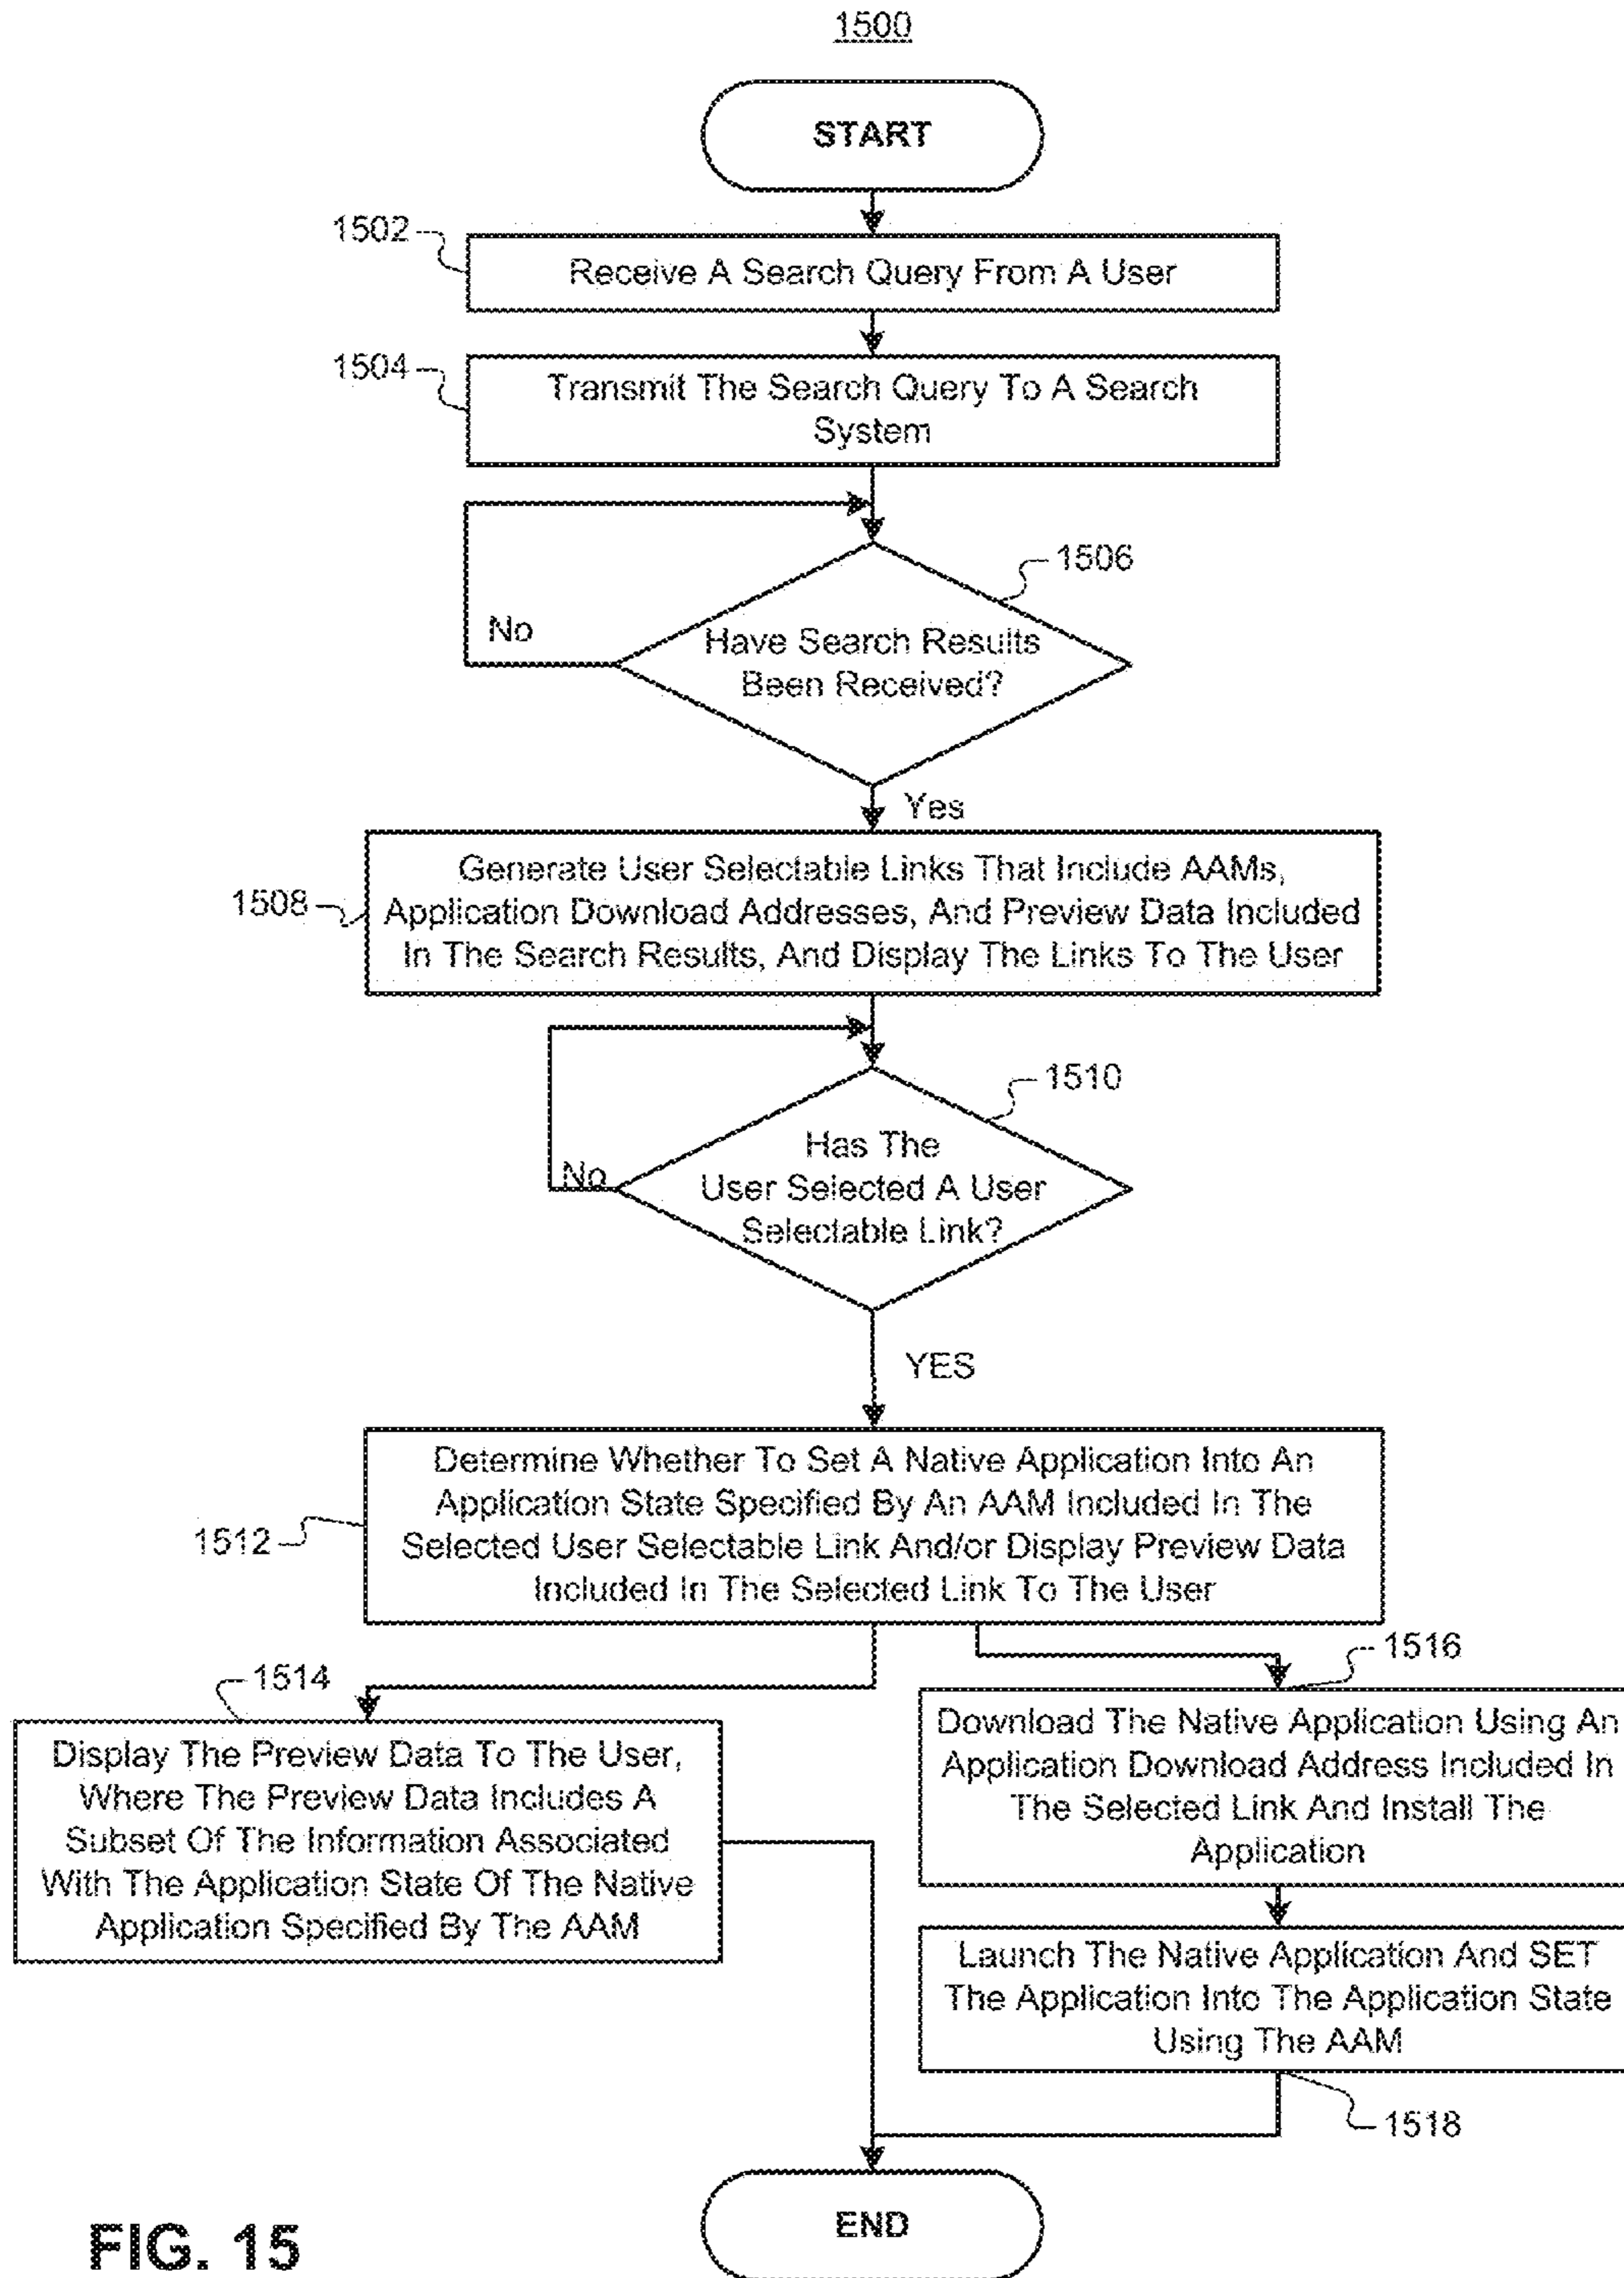 1500
START
1502
Receive A Search Query From A User
1504
Transmit The Search Query To A Search
System
1506
No
Have Search Results
Been Received?
Yes
1508
Generate User Selectable Links That Include AAMs,
Application Download Addresses, And Preview Data Included
In The Search Results, And Display The Links To The User
1510
No
Has The
User Selected A User
Selectable Link?
YES
1512
Determine Whether To Set A Native Application Into An
Application State Specified By An AAM Included In The
Selected User Selectable Link And/or Display Preview Data
Included In The Selected Link To The User
1514
Display The Preview Data To The User,
Where The Preview Data Includes A
Subset Of The Information Associated
With The Application State Of The Native
Application Specified By The AAM
1516
Download The Native Application Using An
Application Download Address Included In
The Selected Link And Install The
Application
Launch The Native Application And SET
The Application Into The Application State
Using The AAM
1518
END
FIG. 15